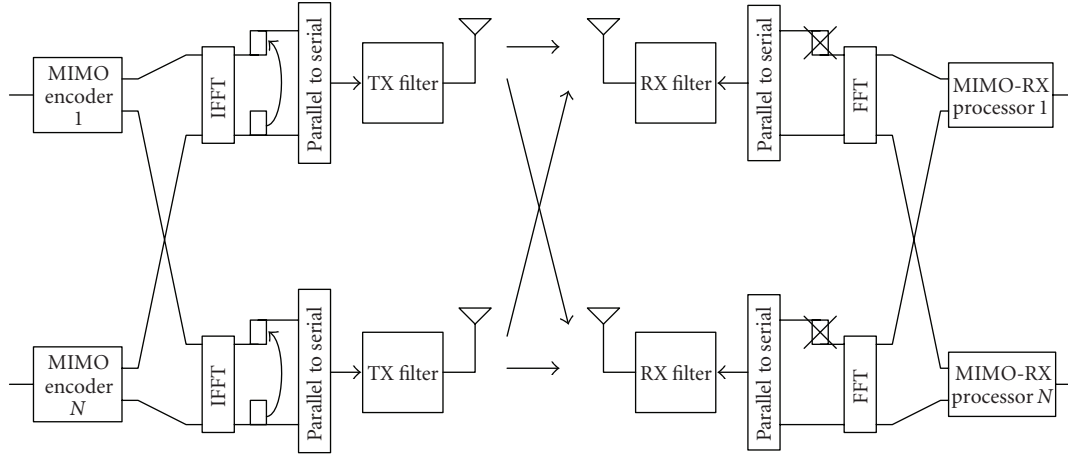 MIMO
encoder
1
IFFT
Parallel to serial
TX filter
RX filter
Parallel to serial
FFT
MIMO-RX
processor 1
MIMO
encoder
N
IFFT
Parallel to serial
TX filter
RX filter
Parallel to serial
FFT
MIMO-RX
processor N